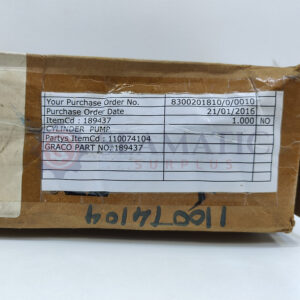 Your Purchase Order No. 8300201810/0/0010
Purchase Order Date 21/01/2016
ItemCd : 189437 1.000 NO
CYLINDER PUMP
Partys ItemCd : 110074104
GRACO PART NO.:189437
SURPLUS
110074104